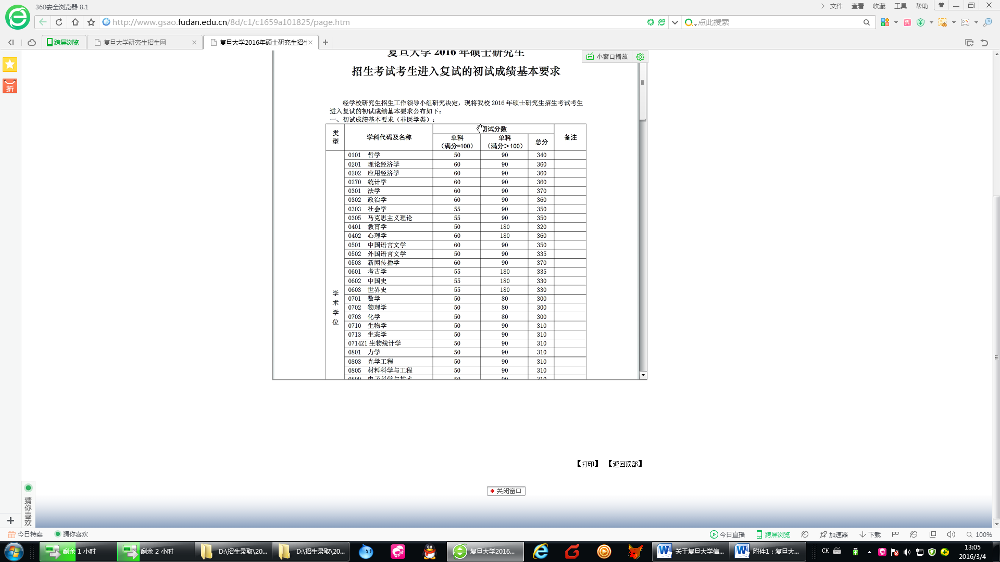 360安全浏览器 8.1
文件 查看 收藏 工具 帮助
http://www.gsao.fudan.edu.cn/8d/c1/c1659a101825/page.htm
点此搜索
跨屏浏览
复旦大学研究生招生网
复旦大学2016年硕士研究生招生
折
小窗口播放
复旦大学 2016 年硕士研究生
招生考试考生进入复试的初试成绩基本要求
经学校研究生招生工作领导小组研究决定，现将我校 2016 年硕士研究生招生考试考生
进入复试的初试成绩基本要求公布如下：
一、初试成绩基本要求（非医学类）：
类型 学科代码及名称 初试分数 备注
单科（满分=100） 单科（满分＞100） 总分
学术学位
0101 哲学 50 90 340
0201 理论经济学 60 90 360
0202 应用经济学 60 90 360
0270 统计学 60 90 360
0301 法学 60 90 370
0302 政治学 60 90 360
0303 社会学 55 90 350
0305 马克思主义理论 55 90 350
0401 教育学 50 180 320
0402 心理学 60 180 360
0501 中国语言文学 60 90 350
0502 外国语言文学 50 90 335
0503 新闻传播学 60 90 370
0601 考古学 55 180 335
0602 中国史 55 180 330
0603 世界史 55 180 330
0701 数学 50 80 300
0702 物理学 50 80 300
0703 化学 50 80 300
0710 生物学 50 90 310
0713 生态学 50 90 310
0714Z1 生物统计学 50 90 310
0801 力学 50 90 310
0803 光学工程 50 90 310
0805 材料科学与工程 50 90 310
0809 电子科学与技术 50 90 310
【打印】 【返回顶部】
关闭窗口
猜你喜欢
今日特卖 猜你喜欢
今日直播 跨屏浏览 加速器 下载 100%
剩余 1 小时
剩余 2 小时
D:\招生录取\20...
D:\招生录取\20...
复旦大学2016...
关于复旦大学信...
附件1：复旦大...
CH
13:05
2016/3/4